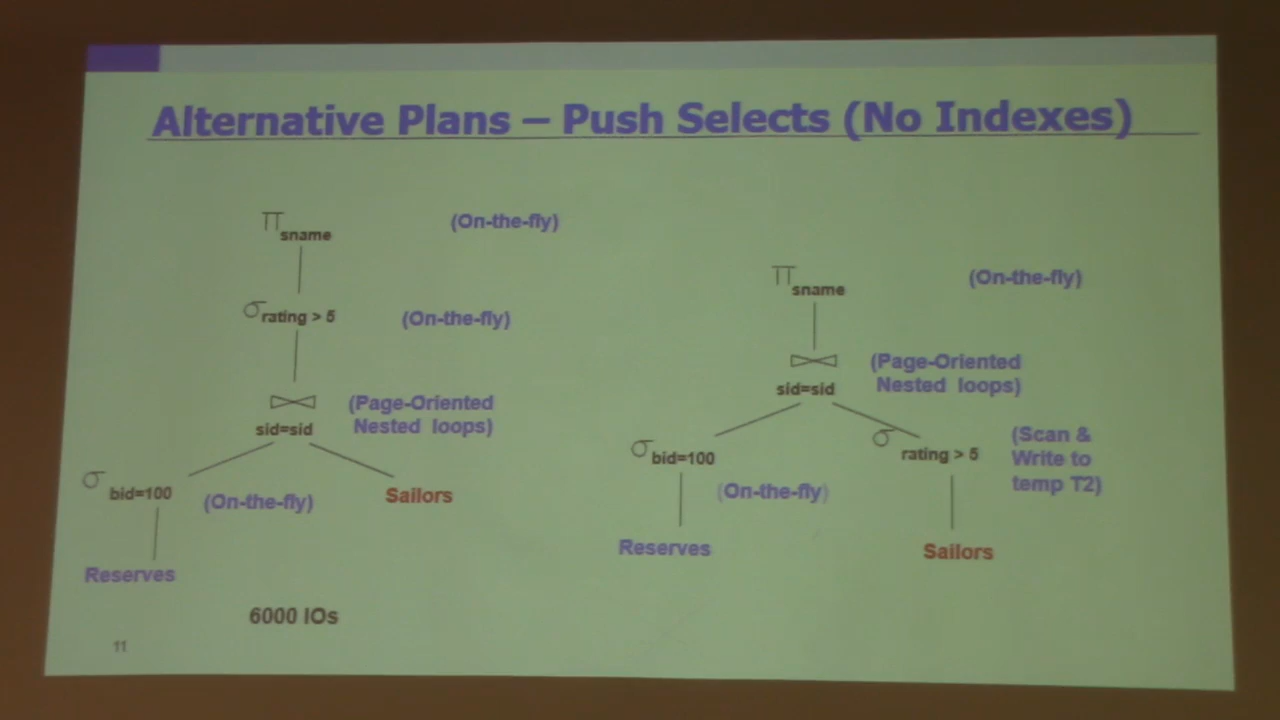 Alternative Plans – Push Selects (No Indexes)
π sname (On-the-fly)
σ rating > 5 (On-the-fly)
⋈ sid=sid (Page-Oriented
Nested loops)
σ bid=100 (On-the-fly) Sailors
Reserves
6000 IOs
π sname (On-the-fly)
⋈ sid=sid (Page-Oriented
Nested loops)
σ bid=100 (On-the-fly)
σ rating > 5 (Scan &
Write to
temp T2)
Reserves Sailors
11